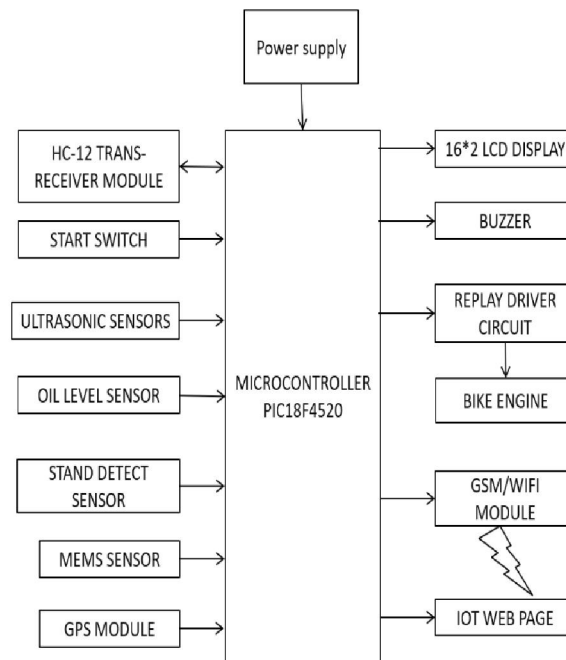 Power supply
HC-12 TRANS-
RECEIVER MODULE
START SWITCH
ULTRASONIC SENSORS
OIL LEVEL SENSOR
STAND DETECT
SENSOR
MEMS SENSOR
GPS MODULE
MICROCONTROLLER
PIC18F4520
16*2 LCD DISPLAY
BUZZER
REPLAY DRIVER
CIRCUIT
BIKE ENGINE
GSM/WIFI
MODULE
IOT WEB PAGE